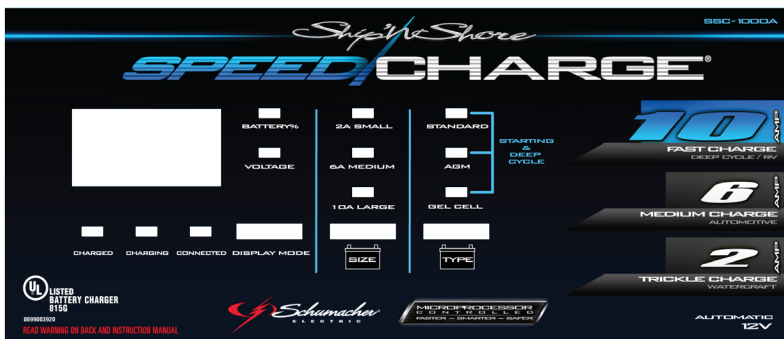 SSC-1000A
Ship'N Shore
SPEED CHARGE®
BATTERY%
2A SMALL
STANDARD
VOLTAGE
6A MEDIUM
AGM
10A LARGE
GEL CELL
STARTING
&
DEEP
CYCLE
CHARGED
CHARGING
CONNECTED
DISPLAY MODE
SIZE
TYPE
10 AMP
FAST CHARGE
DEEP CYCLE / RV
6 AMP
MEDIUM CHARGE
AUTOMOTIVE
2 AMP
TRICKLE CHARGE
WATERCRAFT
UL
LISTED
BATTERY CHARGER
815G
0099003920
READ WARNING ON BACK AND INSTRUCTION MANUAL
Schumacher
ELECTRIC
MICROPROCESSOR
CONTROLLED
FASTER – SMARTER – SAFER
AUTOMATIC
12V